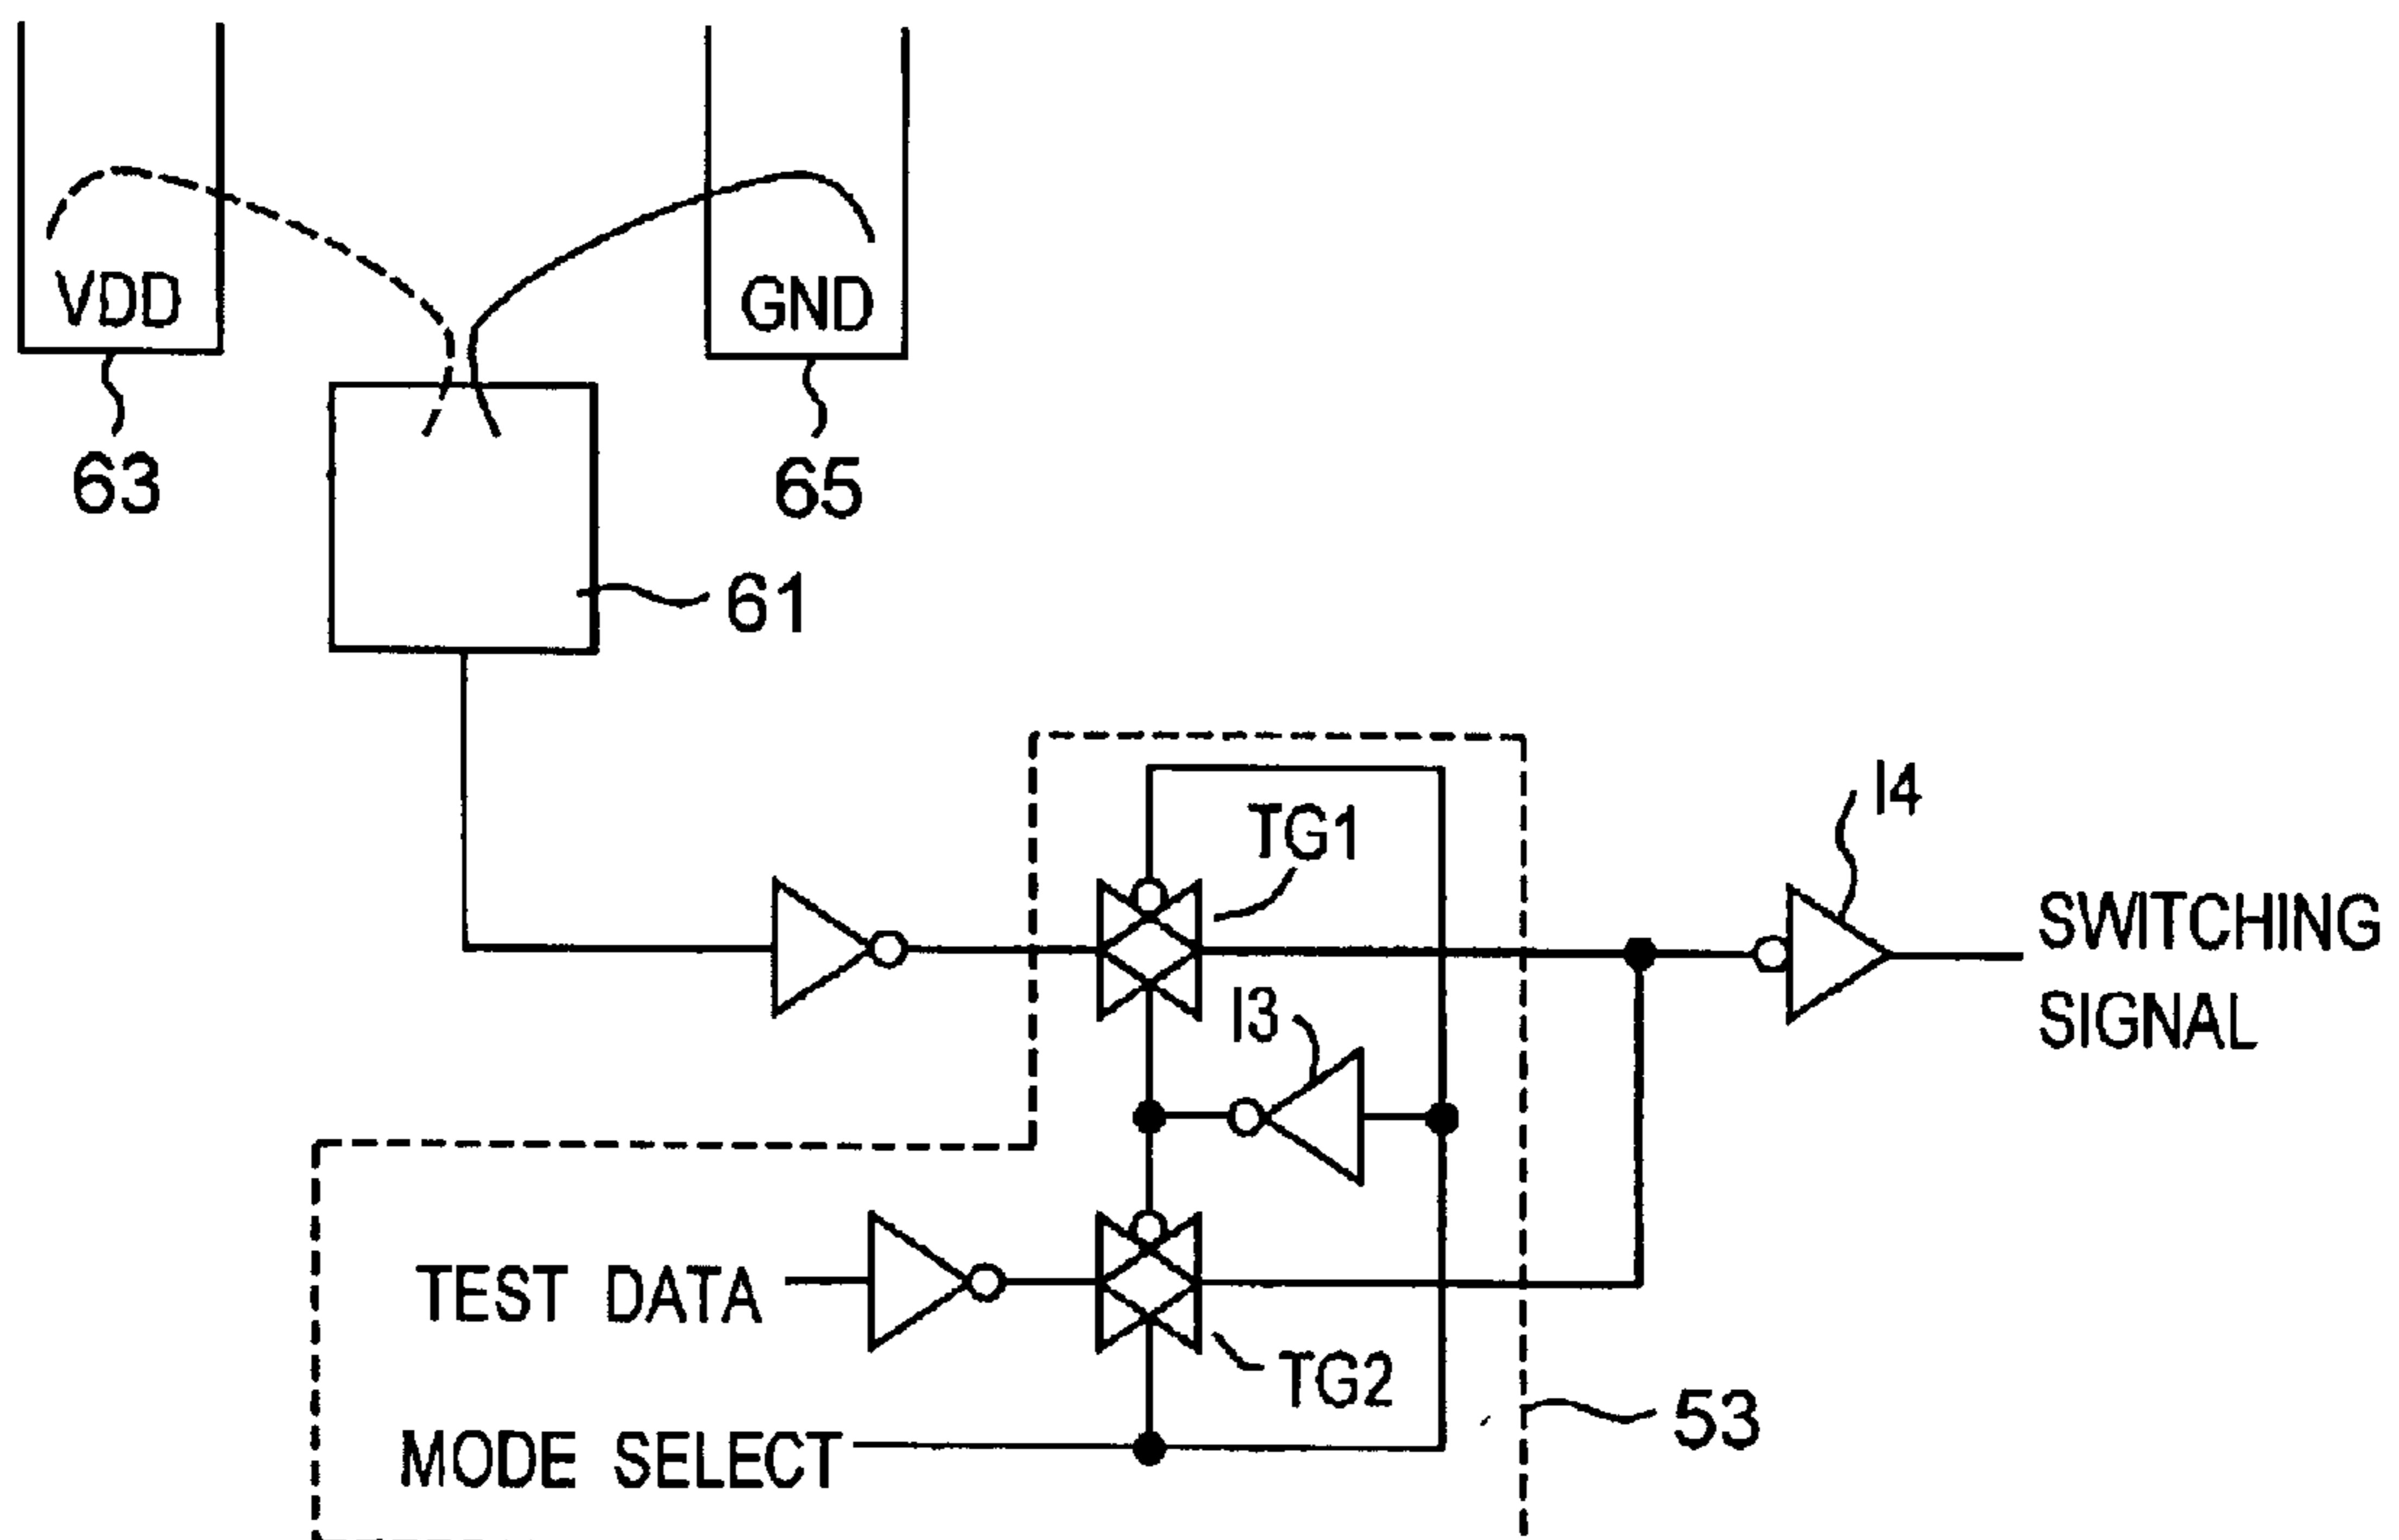 VDD
GND
63
65
61
TG1
I4
SWITCHING
SIGNAL
I3
TEST DATA
TG2
MODE SELECT
53